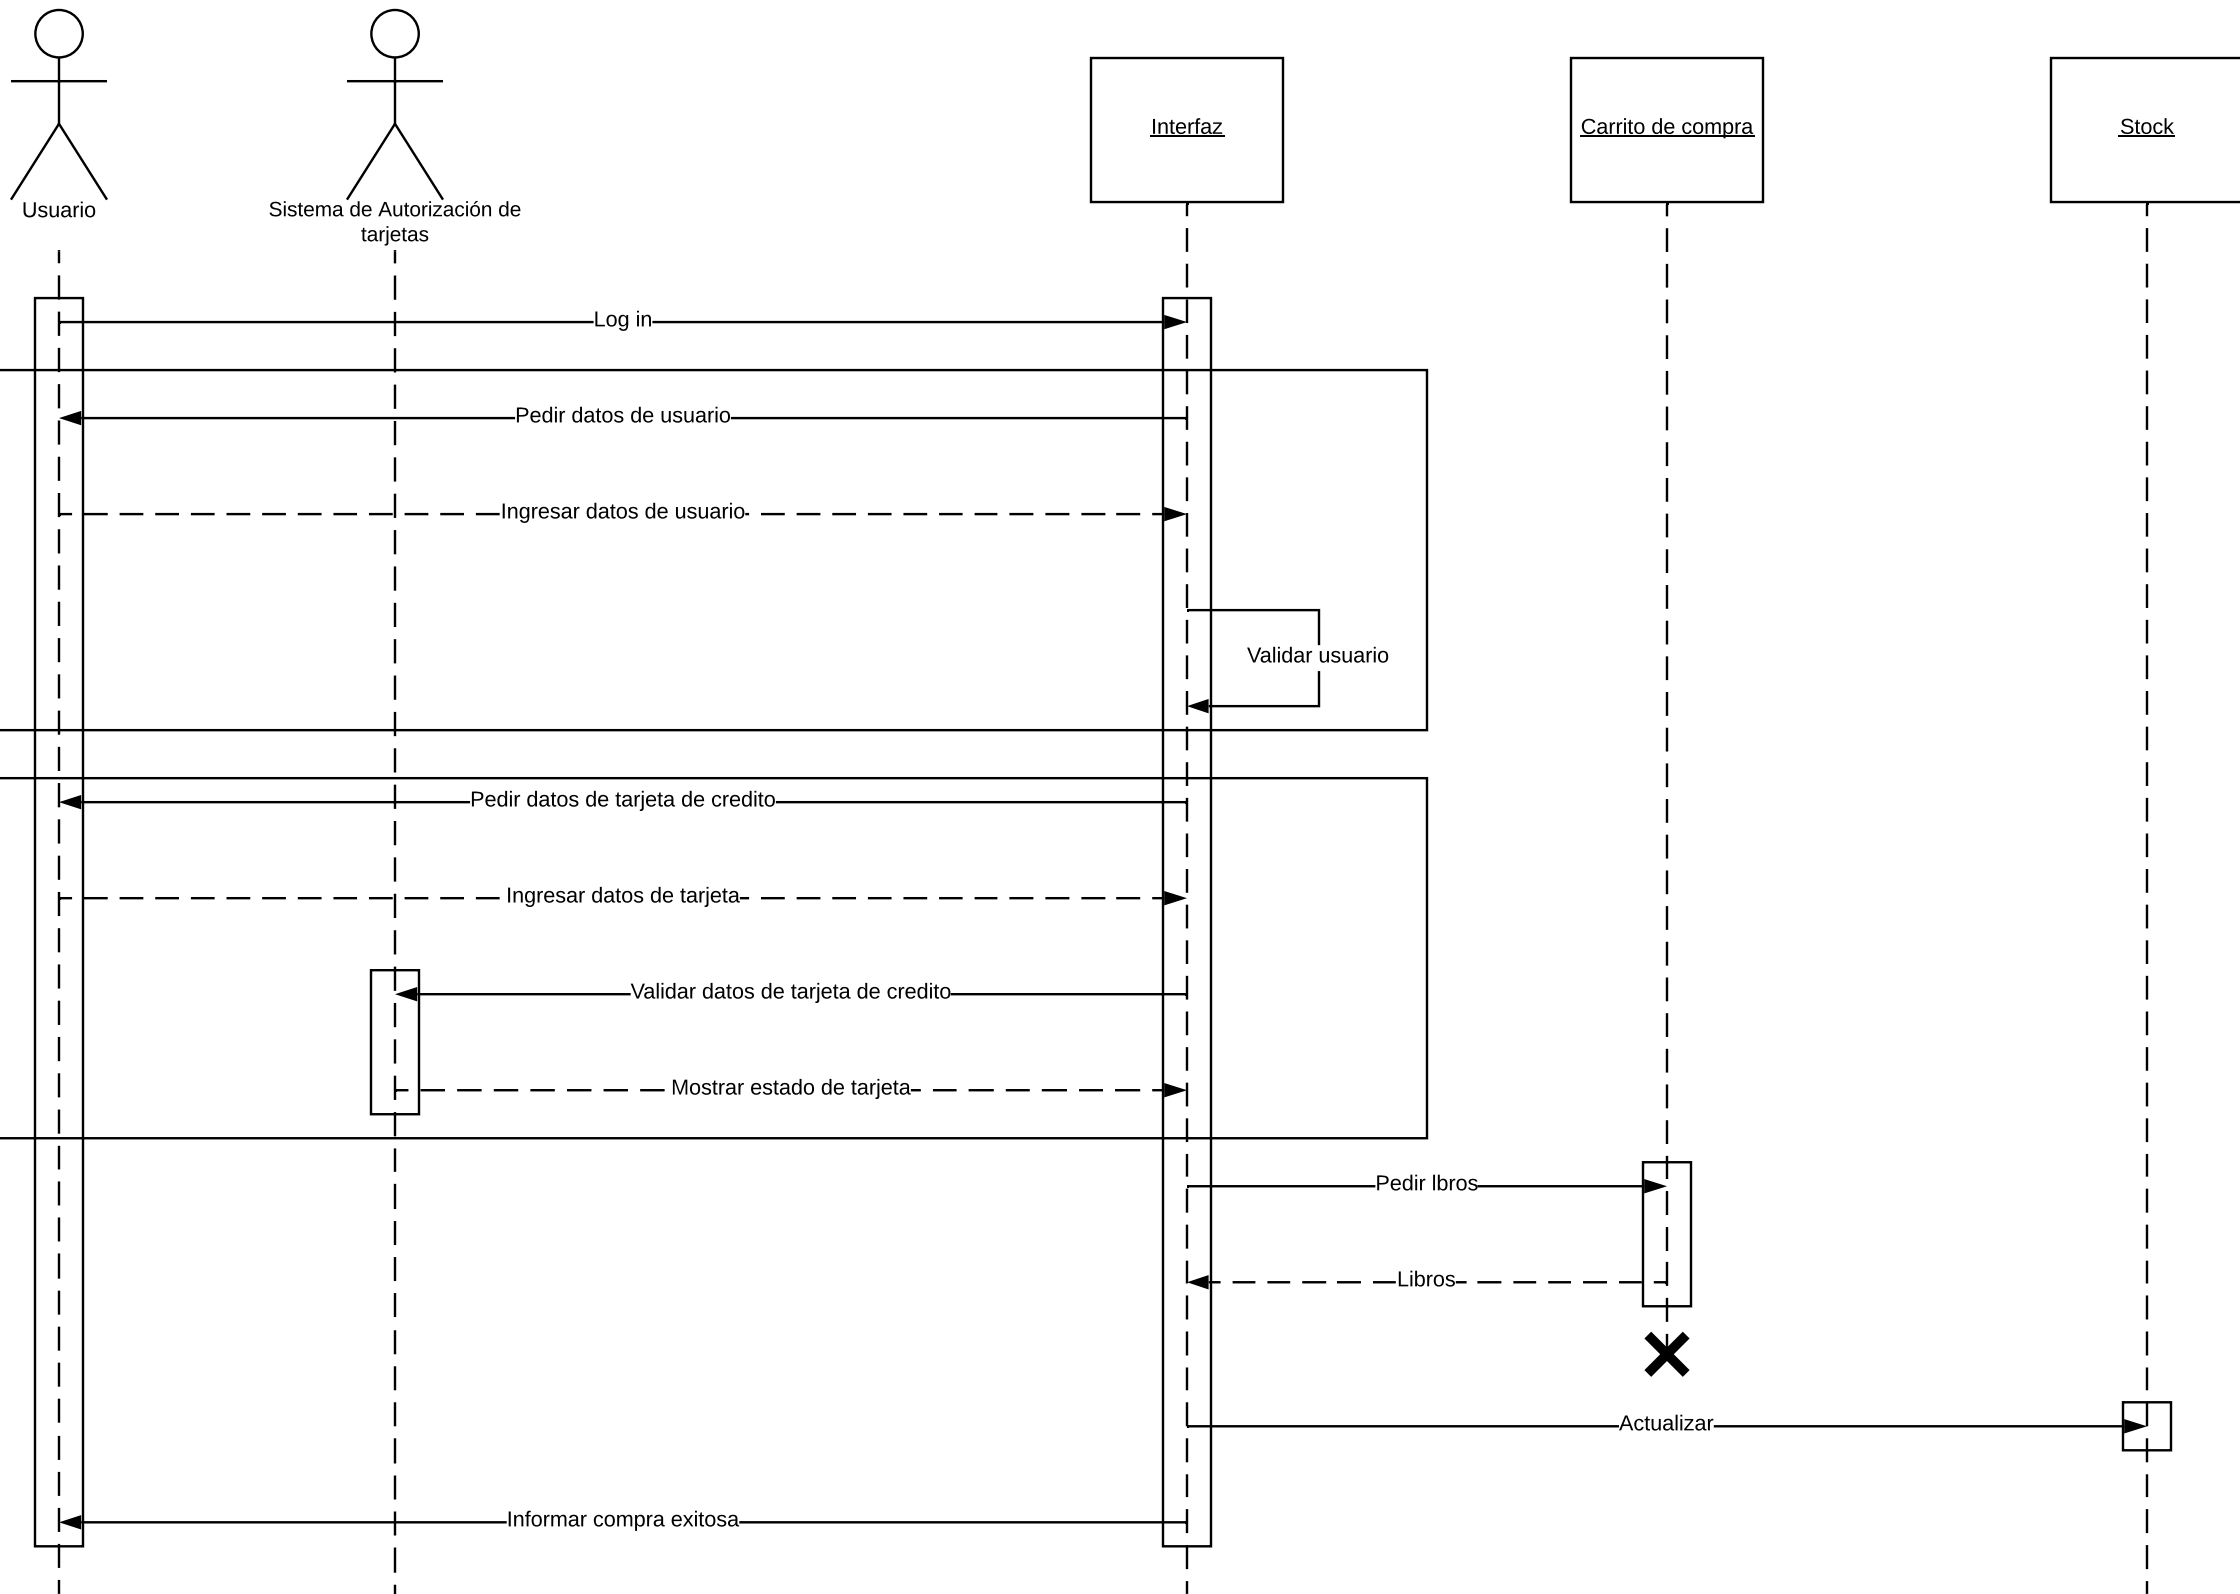 Usuario
Sistema de Autorización de
tarjetas
Interfaz
Carrito de compra
Stock
Log in
Pedir datos de usuario
Ingresar datos de usuario
Validar usuario
Pedir datos de tarjeta de credito
Ingresar datos de tarjeta
Validar datos de tarjeta de credito
Mostrar estado de tarjeta
Pedir lbros
Libros
Actualizar
Informar compra exitosa